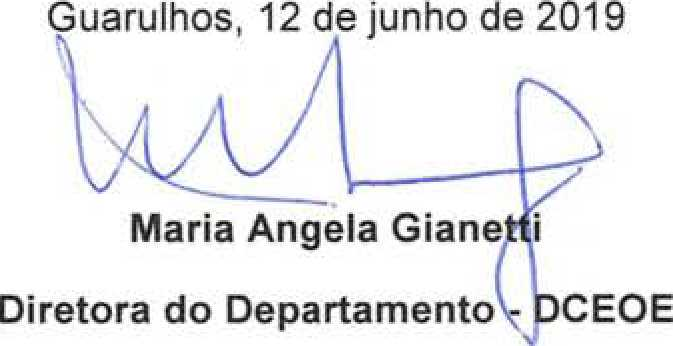 Guarulhos, 12 de junho de 2019
Maria Angela Gianetti
Diretora do Departamento - DCEOE